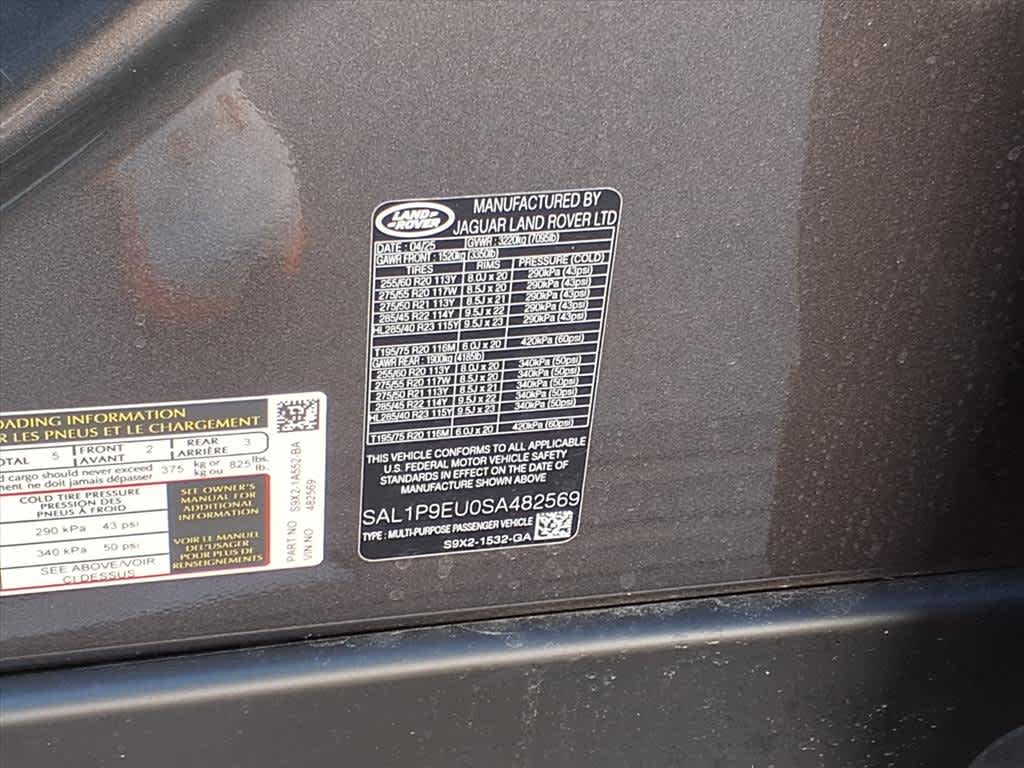 LAND ROVER
MANUFACTURED BY
JAGUAR LAND ROVER LTD
DATE : 04/25 GVWR : 3220kg (7095lb)
GAWR FRONT : 1520kg (3350lb)
TIRES RIMS PRESSURE (COLD)
255/60 R20 113Y 8.0J x 20 290kPa (43psi)
275/55 R20 117W 8.5J x 20 290kPa (43psi)
275/50 R21 113Y 8.5J x 21 290kPa (43psi)
285/45 R22 114Y 9.5J x 22 290kPa (43psi)
HL285/40 R23 115Y 9.5J x 23 290kPa (43psi)
T195/75 R20 116M 6.0J x 20 420kPa (60psi)
GAWR REAR : 1900kg (4185lb)
255/60 R20 113Y 8.0J x 20 340kPa (50psi)
275/55 R20 117W 8.5J x 20 340kPa (50psi)
275/50 R21 113Y 8.5J x 21 340kPa (50psi)
285/45 R22 114Y 9.5J x 22 340kPa (50psi)
HL285/40 R23 115Y 9.5J x 23 340kPa (50psi)
T195/75 R20 116M 6.0J x 20 420kPa (60psi)
THIS VEHICLE CONFORMS TO ALL APPLICABLE
U.S. FEDERAL MOTOR VEHICLE SAFETY
STANDARDS IN EFFECT ON THE DATE OF
MANUFACTURE SHOWN ABOVE
SAL1P9EU0SA482569
TYPE : MULTI-PURPOSE PASSENGER VEHICLE
S9X2-1532-GA
OADING INFORMATION
R LES PNEUS ET LE CHARGEMENT
OTAL 5 FRONT AVANT 2 REAR ARRIÈRE 3
d cargo should never exceed 375 kg or 825 lbs.
ment ne doit jamais dépasser kg ou lb.
COLD TIRE PRESSURE
PRESSION DES
PNEUS À FROID
290 kPa 43 psi
340 kPa 50 psi
SEE ABOVE/VOIR
CI DESSUS
SEE OWNER'S
MANUAL FOR
ADDITIONAL
INFORMATION
VOIR LE MANUEL
DE L'USAGER
POUR PLUS DE
RENSEIGNEMENTS
PART NO S9X2-1A552-BA
VIN NO 482569